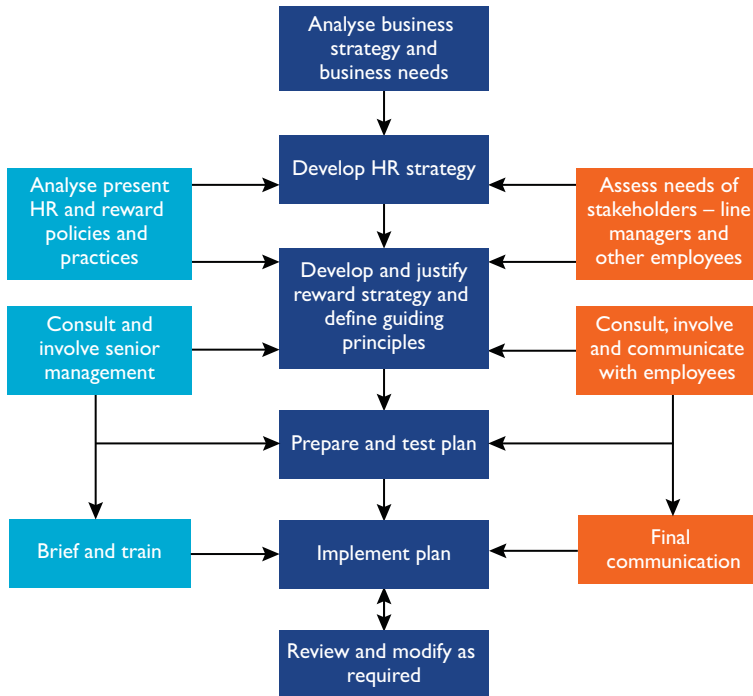 Analyse business
strategy and
business needs
Develop HR strategy
Analyse present
HR and reward
policies and
practices
Assess needs of
stakeholders – line
managers and
other employees
Develop and justify
reward strategy and
define guiding
principles
Consult and
involve senior
management
Consult, involve
and communicate
with employees
Prepare and test plan
Brief and train
Implement plan
Final
communication
Review and modify as
required